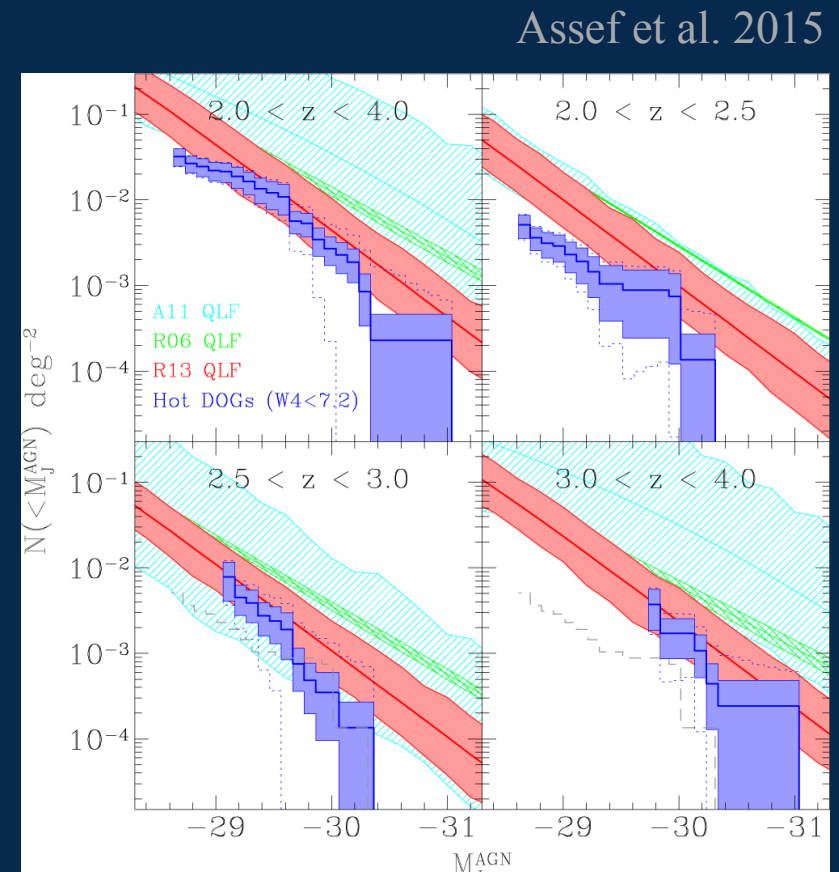 Assef et al. 2015
N(<M_J^AGN) deg⁻²
10⁻¹
10⁻²
10⁻³
10⁻⁴
2.0 < z < 4.0
A11 QLF
R06 QLF
R13 QLF
Hot DOGs (W4<7.2)
2.0 < z < 2.5
10⁻¹
10⁻²
10⁻³
10⁻⁴
2.5 < z < 3.0
3.0 < z < 4.0
−29 −30 −31
−29 −30 −31
M_J^AGN